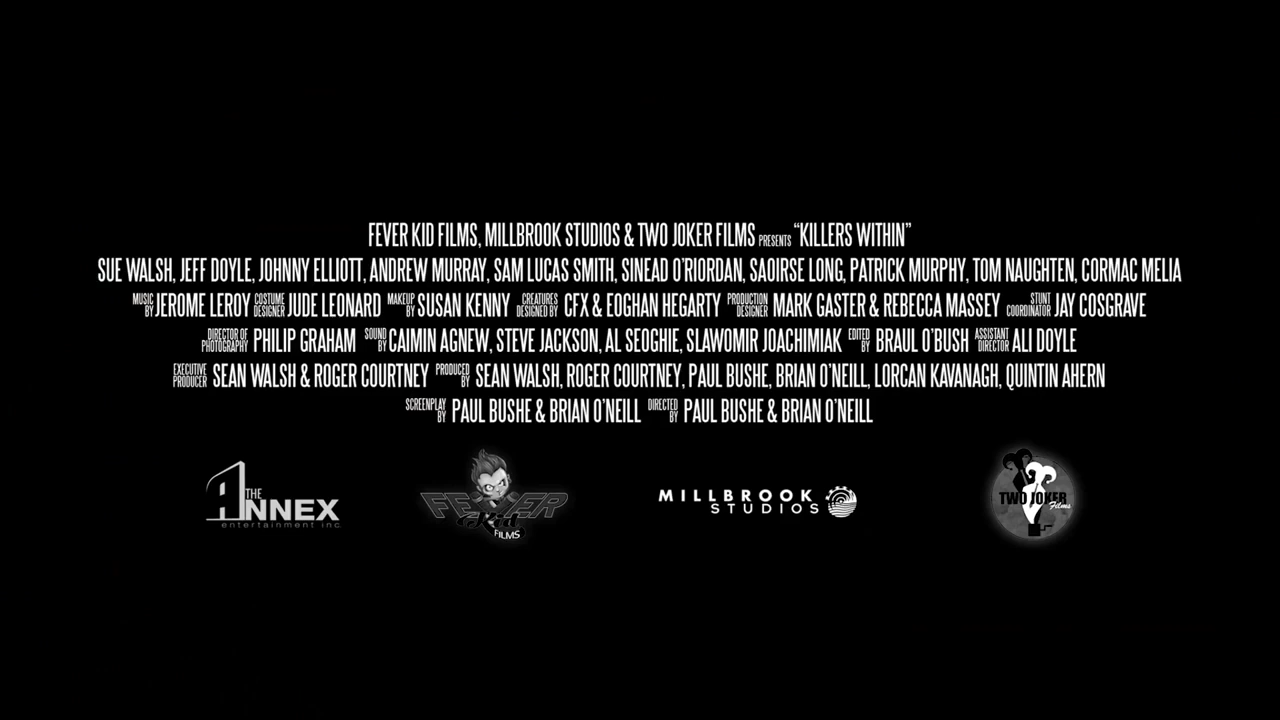 FEVER KID FILMS, MILLBROOK STUDIOS & TWO JOKER FILMS PRESENTS “KILLERS WITHIN”
SUE WALSH, JEFF DOYLE, JOHNNY ELLIOTT, ANDREW MURRAY, SAM LUCAS SMITH, SINEAD O'RIORDAN, SAOIRSE LONG, PATRICK MURPHY, TOM NAUGHTEN, CORMAC MELIA
MUSIC BY JEROME LEROY COSTUME DESIGNER JUDE LEONARD MAKEUP BY SUSAN KENNY CREATURES DESIGNED BY CFX & EOGHAN HEGARTY PRODUCTION DESIGNER MARK GASTER & REBECCA MASSEY STUNT COORDINATOR JAY COSGRAVE
DIRECTOR OF PHOTOGRAPHY PHILIP GRAHAM SOUND BY CAIMIN AGNEW, STEVE JACKSON, AL SEOGHIE, SLAWOMIR JOACHIMIAK EDITED BY BRAUL O'BUSH ASSISTANT DIRECTOR ALI DOYLE
EXECUTIVE PRODUCER SEAN WALSH & ROGER COURTNEY PRODUCED BY SEAN WALSH, ROGER COURTNEY, PAUL BUSHE, BRIAN O'NEILL, LORCAN KAVANAGH, QUINTIN AHERN
SCREENPLAY BY PAUL BUSHE & BRIAN O'NEILL DIRECTED BY PAUL BUSHE & BRIAN O'NEILL
THE
ANNEX
entertainment inc.
FEVER
Kid
FILMS
MILLBROOK
STUDIOS
TWO JOKER
Films